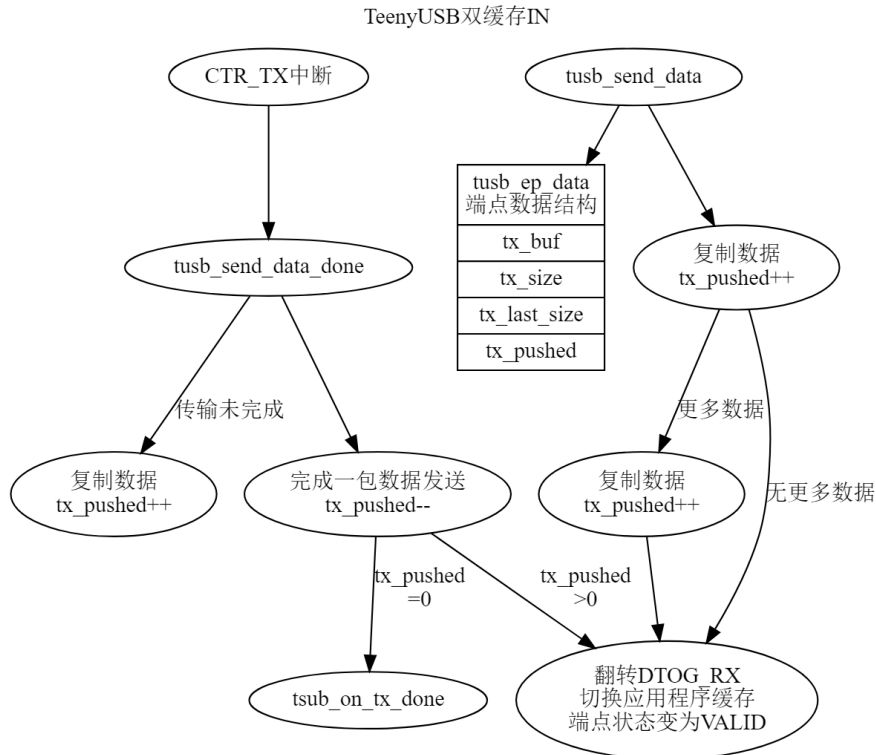 TeenyUSB双缓存IN
CTR_TX中断
tusb_send_data
tusb_ep_data
端点数据结构
tx_buf
tx_size
tx_last_size
tx_pushed
复制数据
tx_pushed++
tusb_send_data_done
传输未完成
更多数据
无更多数据
复制数据
tx_pushed++
完成一包数据发送
tx_pushed--
复制数据
tx_pushed++
tx_pushed
=0
tx_pushed
>0
tsub_on_tx_done
翻转DTOG_RX
切换应用程序缓存
端点状态变为VALID